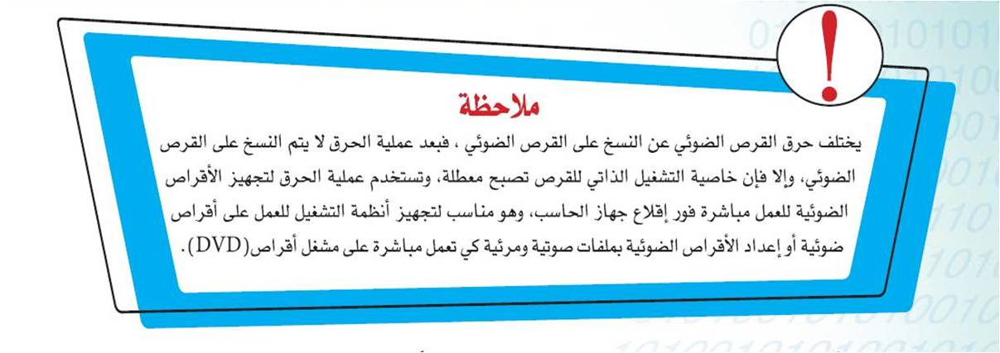 ملاحظة
يختلف حرق القرص الضوئي عن النسخ على القرص الضوئي ، فبعد عملية الحرق لا يتم النسخ على القرص
الضوئي، وإلا فإن خاصية التشغيل الذاتي للقرص تصبح معطلة، وتستخدم عملية الحرق لتجهيز الأقراص
الضوئية للعمل مباشرة فور إقلاع جهاز الحاسب، وهو مناسب لتجهيز أنظمة التشغيل للعمل على أقراص
ضوئية أو إعداد الأقراص الضوئية بملفات صوتية ومرئية كي تعمل مباشرة على مشغل أقراص(DVD).